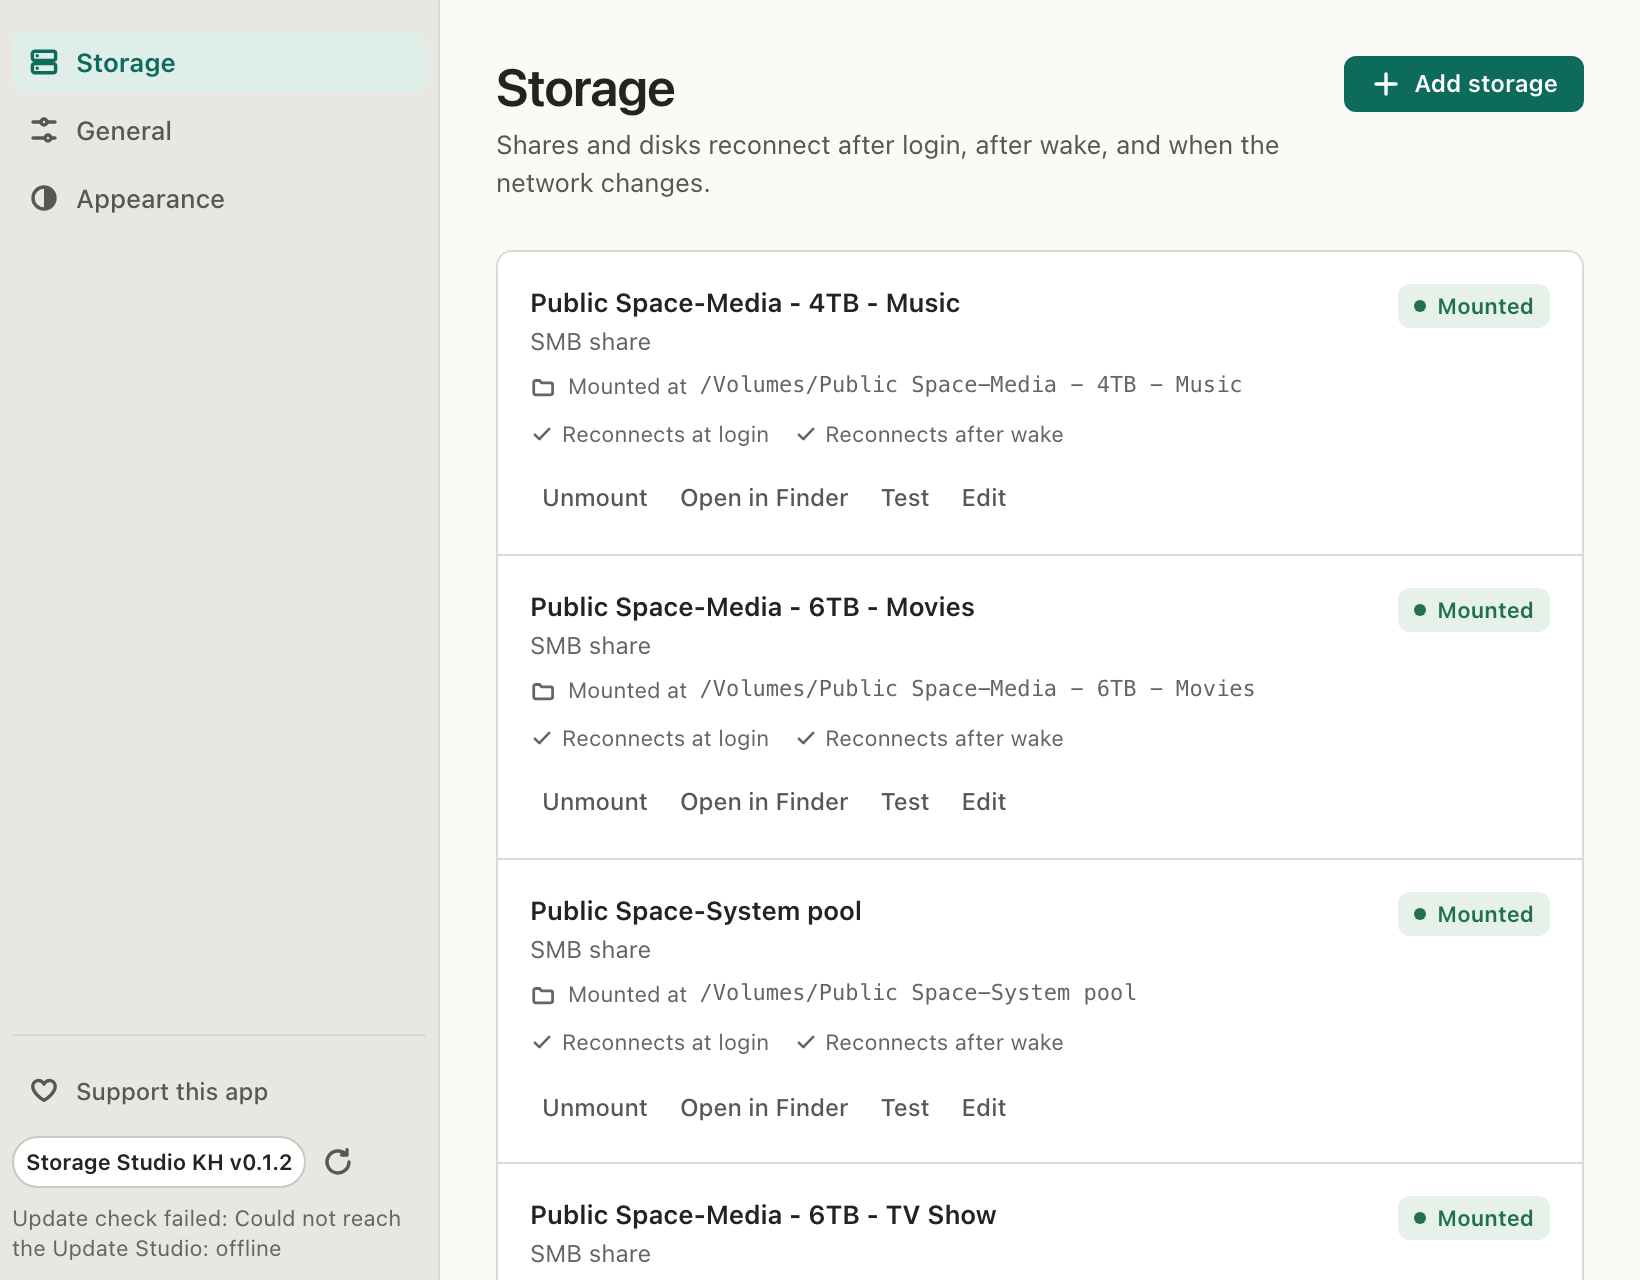 Storage
General
Appearance
Support this app
Storage Studio KH v0.1.2
Update check failed: Could not reach
the Update Studio: offline
Storage
Add storage
Shares and disks reconnect after login, after wake, and when the
network changes.
Public Space-Media - 4TB - Music
Mounted
SMB share
Mounted at /Volumes/Public Space-Media - 4TB - Music
Reconnects at login Reconnects after wake
Unmount Open in Finder Test Edit
Public Space-Media - 6TB - Movies
Mounted
SMB share
Mounted at /Volumes/Public Space-Media - 6TB - Movies
Reconnects at login Reconnects after wake
Unmount Open in Finder Test Edit
Public Space-System pool
Mounted
SMB share
Mounted at /Volumes/Public Space-System pool
Reconnects at login Reconnects after wake
Unmount Open in Finder Test Edit
Public Space-Media - 6TB - TV Show
Mounted
SMB share